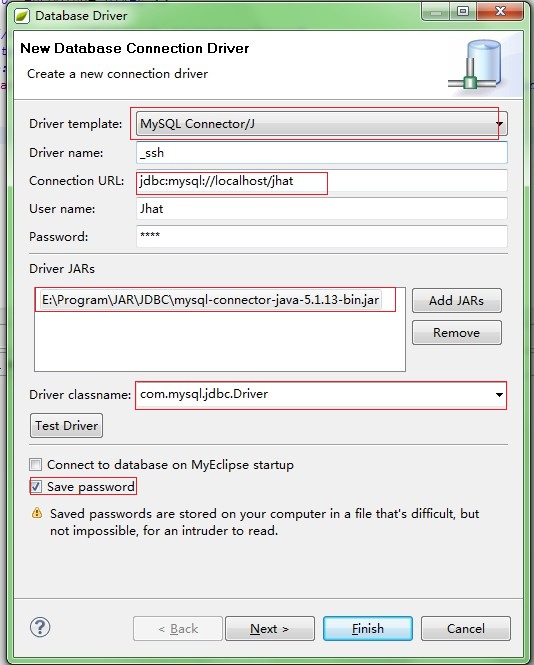 Database Driver
New Database Connection Driver
Create a new connection driver
Driver template: MySQL Connector/J
Driver name: _ssh
Connection URL: jdbc:mysql://localhost/jhat
User name: Jhat
Password: ****
Driver JARs
E:\Program\JAR\JDBC\mysql-connector-java-5.1.13-bin.jar
Add JARs
Remove
Driver classname: com.mysql.jdbc.Driver
Test Driver
Connect to database on MyEclipse startup
Save password
Saved passwords are stored on your computer in a file that's difficult, but
not impossible, for an intruder to read.
? < Back Next > Finish Cancel